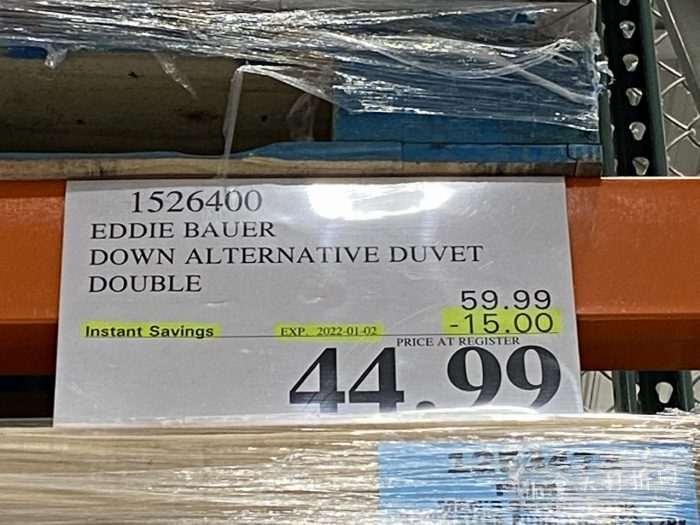 1526400
EDDIE BAUER
DOWN ALTERNATIVE DUVET
DOUBLE
59.99
Instant Savings EXP. 2022-01-02 -15.00
PRICE AT REGISTER
44.99